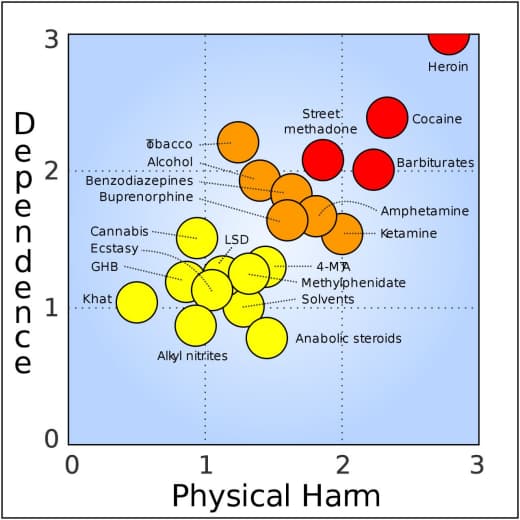 3
Heroin
Street
methadone
Cocaine
Tobacco
Alcohol
Barbiturates
2
Benzodiazepines
Buprenorphine
Amphetamine
Ketamine
Cannabis
LSD
Ecstasy
GHB
4-MTA
Methylphenidate
Khat
Solvents
1
Anabolic steroids
Alkyl nitrites
0
Dependence
0 1 2 3
Physical Harm